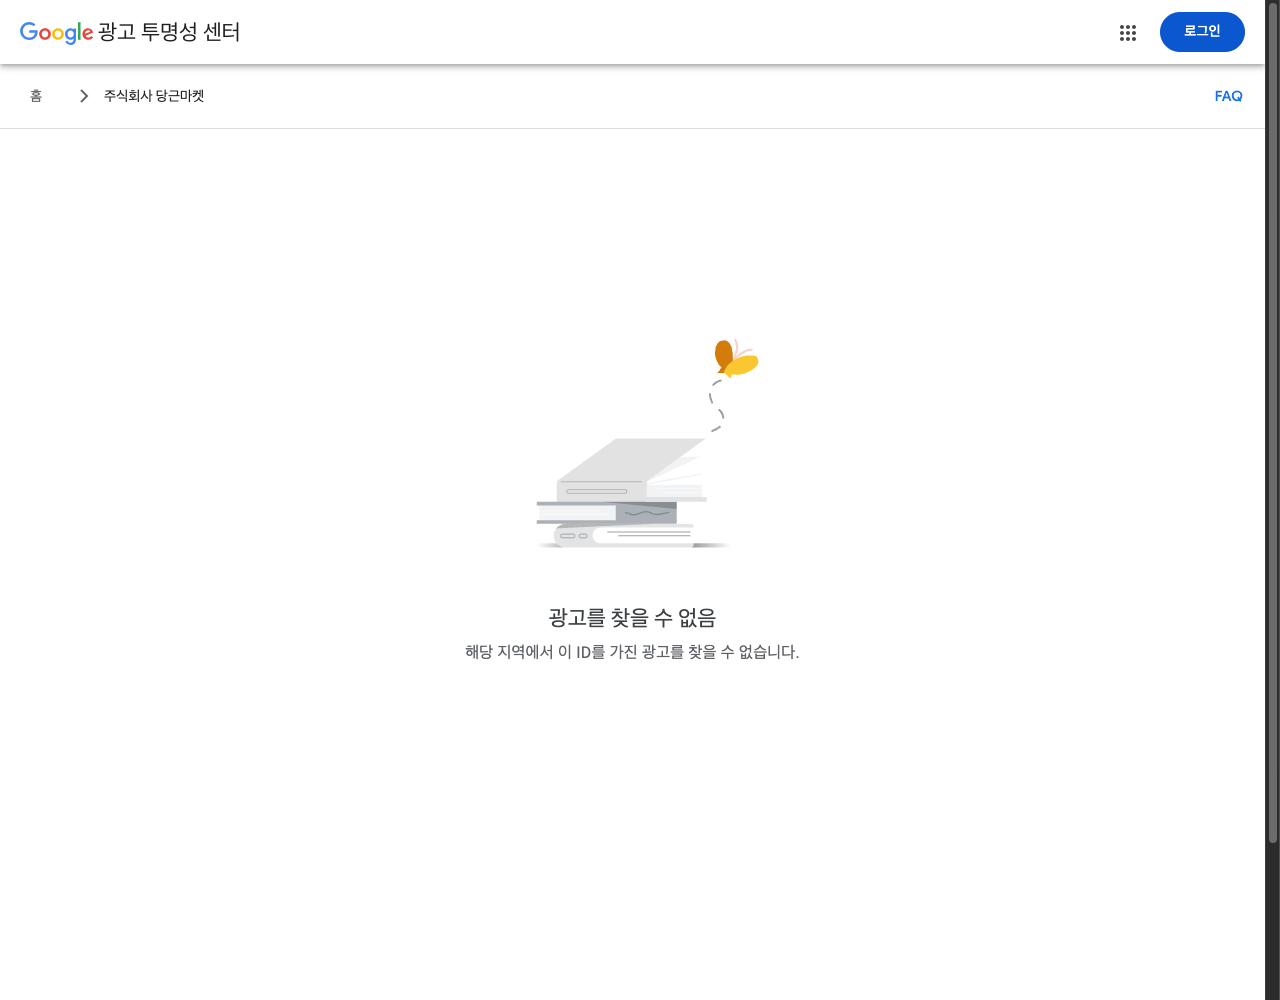 Google 광고 투명성 센터
로그인
홈
주식회사 당근마켓
FAQ
광고를 찾을 수 없음
해당 지역에서 이 ID를 가진 광고를 찾을 수 없습니다.